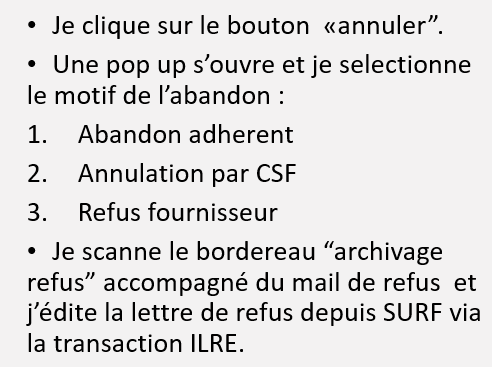 • Je clique sur le bouton «annuler”.
• Une pop up s’ouvre et je selectionne
le motif de l’abandon :
1. Abandon adherent
2. Annulation par CSF
3. Refus fournisseur
• Je scanne le bordereau “archivage
refus” accompagné du mail de refus et
j’édite la lettre de refus depuis SURF via
la transaction ILRE.